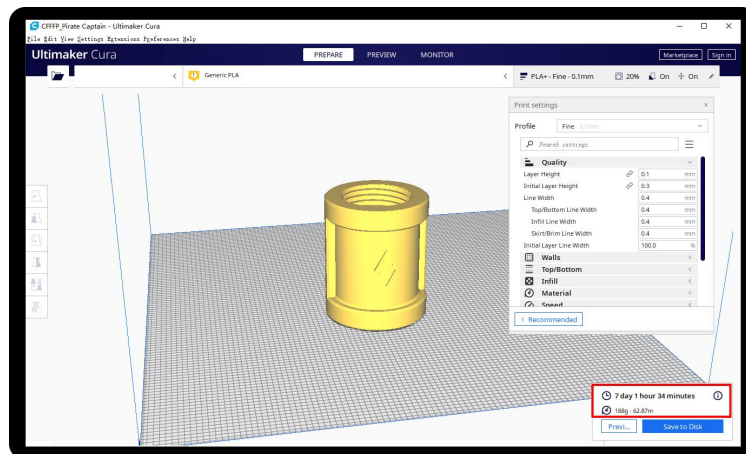 CFFFP_Pirate Captain - Ultimaker Cura
File Edit View Settings Extensions Preferences Help
Ultimaker Cura PREPARE PREVIEW MONITOR Marketplace Sign in
Generic PLA PLA+ - Fine - 0.1mm 20% On On
Print settings
Profile Fine 0.1mm
Search settings
Quality
Layer Height 0.1 mm
Initial Layer Height 0.3 mm
Line Width 0.4 mm
Top/Bottom Line Width 0.4 mm
Infill Line Width 0.4 mm
Skirt/Brim Line Width 0.4 mm
Initial Layer Line Width 100.0 %
Walls
Top/Bottom
Infill
Material
Speed
Recommended
7 day 1 hour 34 minutes
188g · 62.87m
Previ... Save to Disk